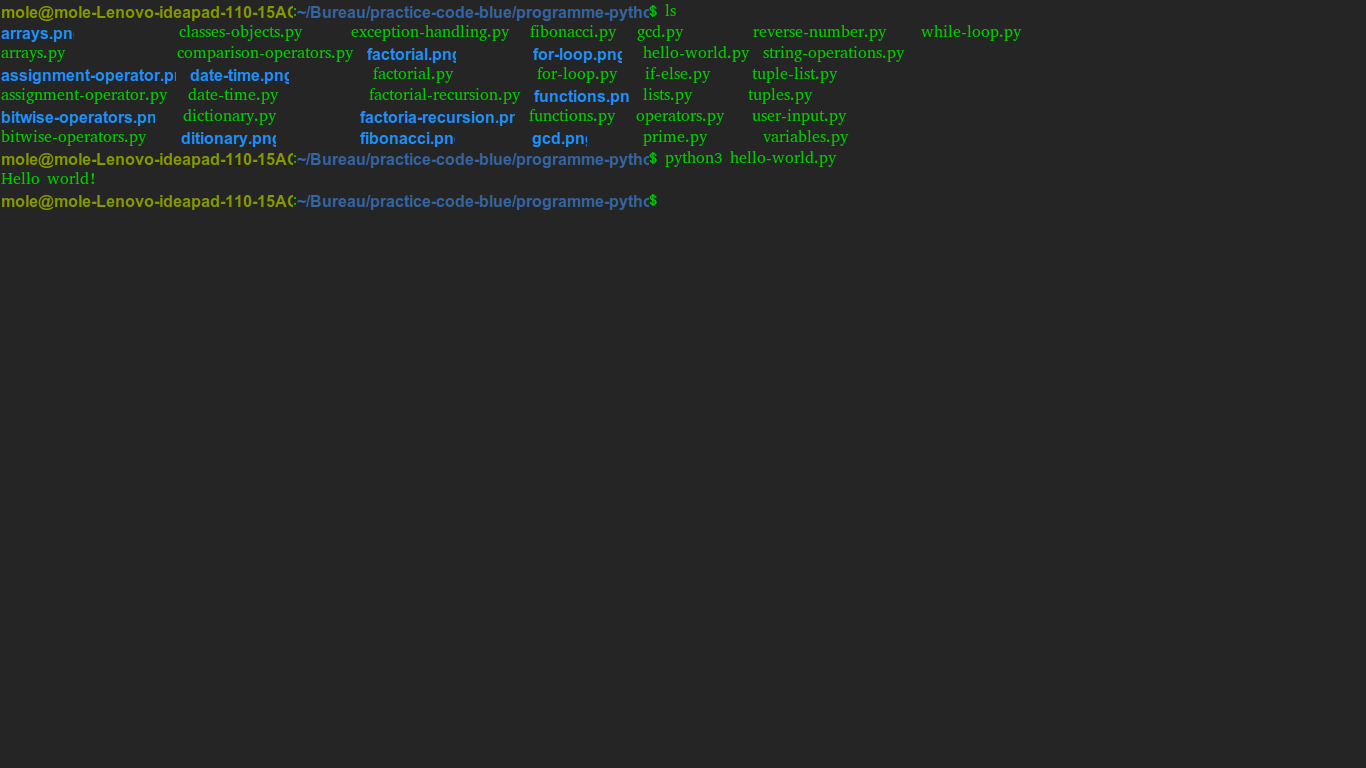 mole@mole-Lenovo-ideapad-110-15AC:~/Bureau/practice-code-blue/programme-pytho$ ls
arrays.pn classes-objects.py exception-handling.py fibonacci.py gcd.py reverse-number.py while-loop.py
arrays.py comparison-operators.py factorial.png for-loop.png hello-world.py string-operations.py
assignment-operator.pn date-time.png factorial.py for-loop.py if-else.py tuple-list.py
assignment-operator.py date-time.py factorial-recursion.py functions.pn lists.py tuples.py
bitwise-operators.pn dictionary.py factoria-recursion.pr functions.py operators.py user-input.py
bitwise-operators.py ditionary.png fibonacci.pn gcd.png prime.py variables.py
mole@mole-Lenovo-ideapad-110-15AC:~/Bureau/practice-code-blue/programme-pytho$ python3 hello-world.py
Hello world!
mole@mole-Lenovo-ideapad-110-15AC:~/Bureau/practice-code-blue/programme-pytho$